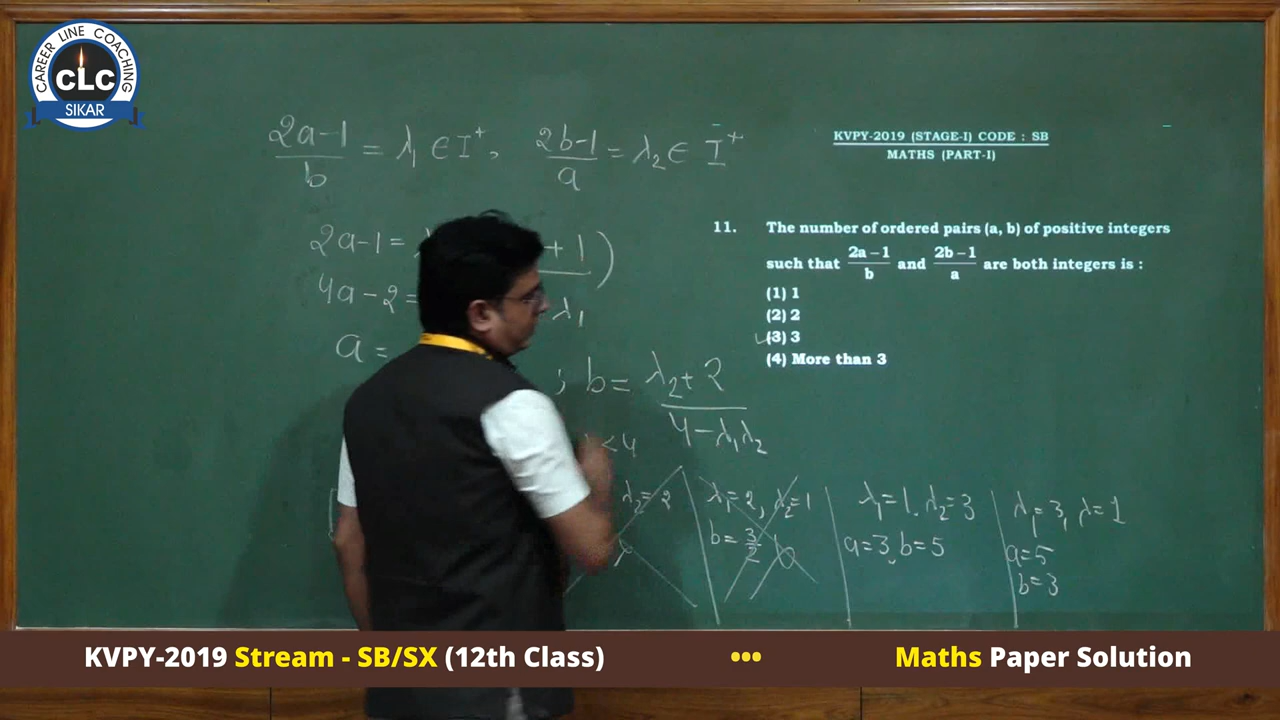 CAREER LINE COACHING
CLC
SIKAR
2a-1/b = λ₁ ∈ I⁺, 2b-1/a = λ₂ ∈ I⁺
2a-1 =
+ 1)
4a-2 =
λ₁
a =
; b = λ₂+2/4-λ₁λ₂
< 4
λ₂=2
λ₁=2, λ₂=1
b = 3/2
λ₁=1. λ₂=3
a=3, b=5
λ₁=3, λ=1
a=5
b=3
KVPY-2019 (STAGE-I) CODE : SB
MATHS (PART-I)
11. The number of ordered pairs (a, b) of positive integers
such that 2a-1/b and 2b-1/a are both integers is :
(1) 1
(2) 2
(3) 3
(4) More than 3
KVPY-2019 Stream - SB/SX (12th Class) ••• Maths Paper Solution